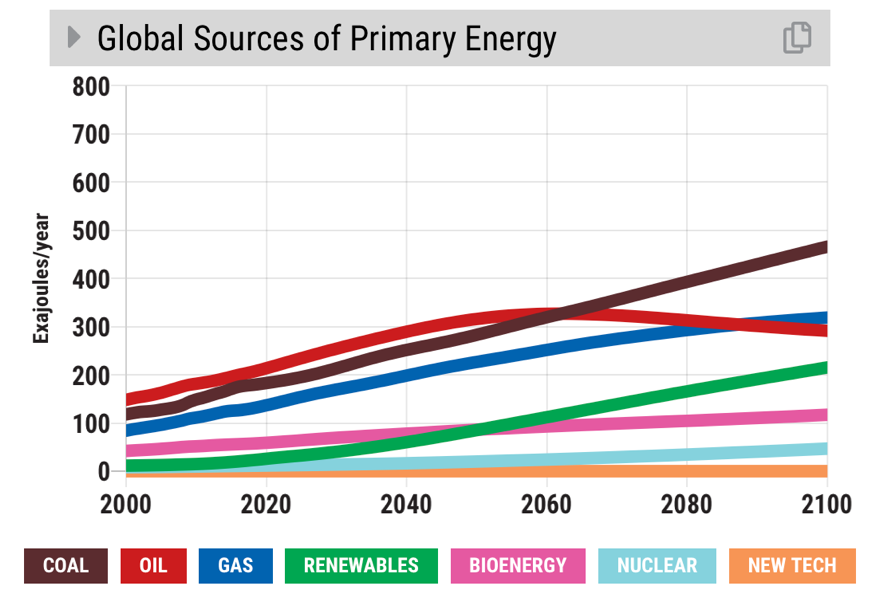 Global Sources of Primary Energy
800
700
600
500
400
300
200
100
0
Exajoules/year
2000 2020 2040 2060 2080 2100
COAL OIL GAS RENEWABLES BIOENERGY NUCLEAR NEW TECH